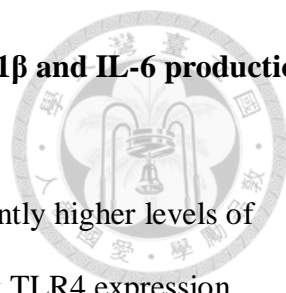 1β and IL-6 productio
ntly higher levels of
TLR4 expression